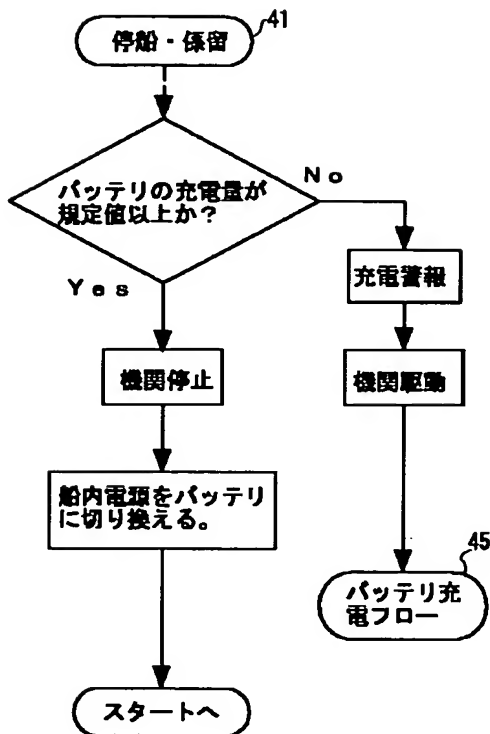 停船・係留
41
バッテリの充電量が
規定値以上か？
No
Yes
充電警報
機関停止
機関駆動
船内電源をバッテリ
に切り換える。
45
バッテリ充
電フロー
スタートへ